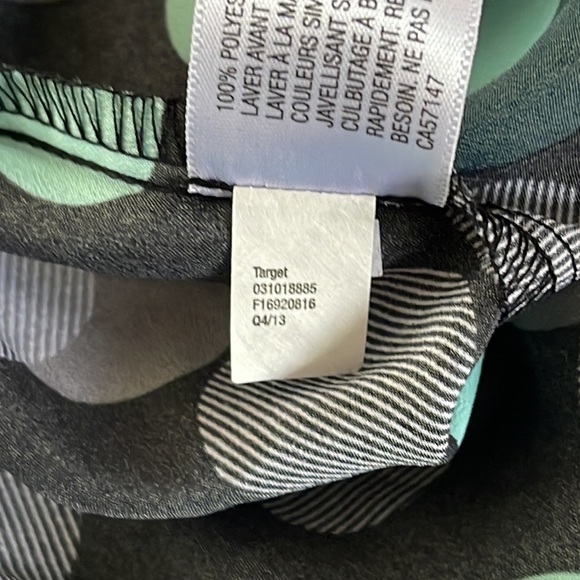 100% POLYES
LAVER AVANT
LAVER À LA MA
COULEURS SIM
JAVELLISANT S
CULBUTAGE À B
RAPIDEMENT. RE
BESOIN. NE PAS
CA57147
Target
031018885
F16920816
Q4/13